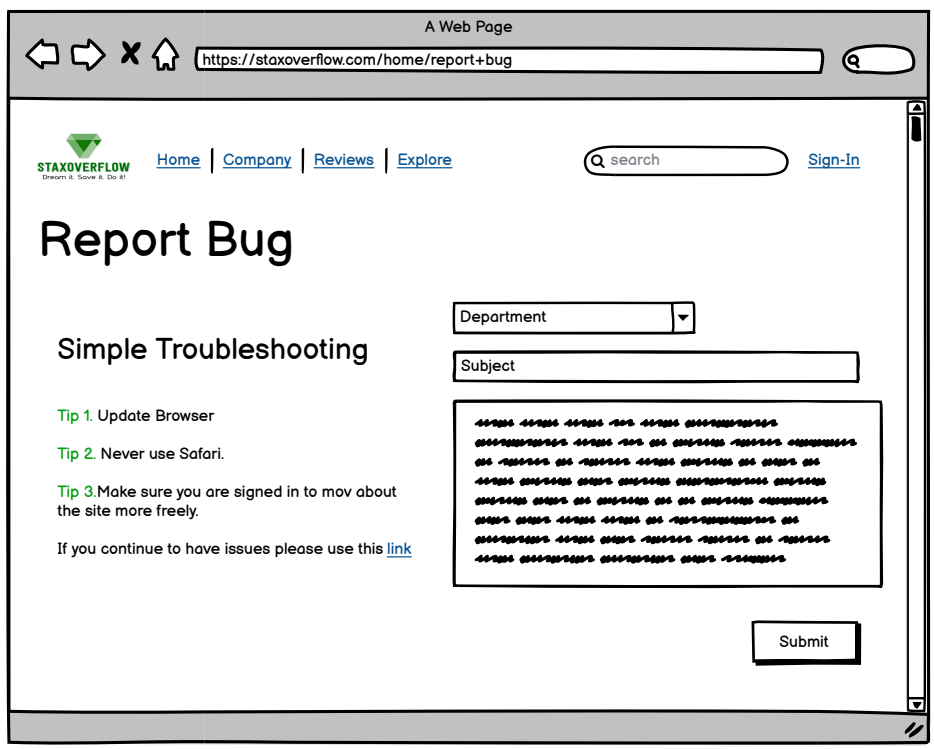 A Web Page
https://staxoverflow.com/home/report+bug
STAXOVERFLOW
Dream it. Save it. Do it!
Home | Company | Reviews | Explore
search
Sign-In
Report Bug
Department
Subject
Simple Troubleshooting
Tip 1. Update Browser
Tip 2. Never use Safari.
Tip 3.Make sure you are signed in to mov about
the site more freely.
If you continue to have issues please use this link
Submit